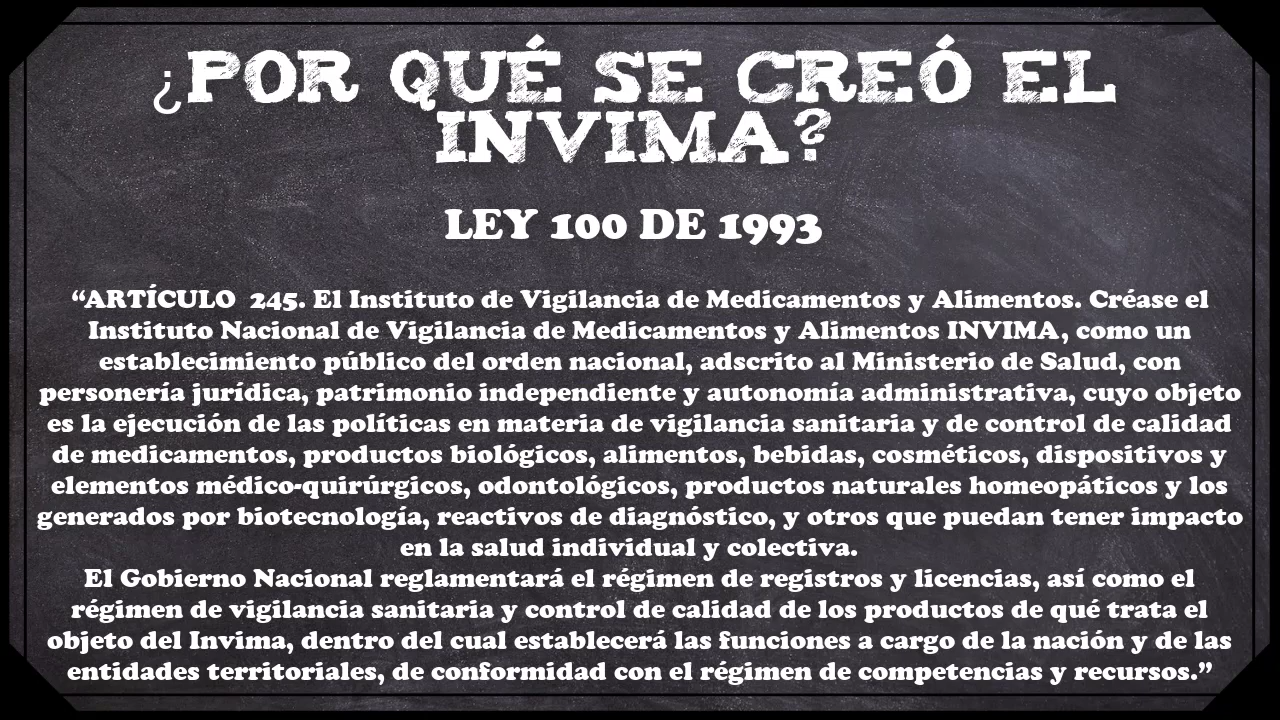 ¿POR QUÉ SE CREÓ EL
INVIMA?
LEY 100 DE 1993
“ARTÍCULO  245. El Instituto de Vigilancia de Medicamentos y Alimentos. Créase el
Instituto Nacional de Vigilancia de Medicamentos y Alimentos INVIMA, como un
establecimiento público del orden nacional, adscrito al Ministerio de Salud, con
personería jurídica, patrimonio independiente y autonomía administrativa, cuyo objeto
es la ejecución de las políticas en materia de vigilancia sanitaria y de control de calidad
de medicamentos, productos biológicos, alimentos, bebidas, cosméticos, dispositivos y
elementos médico-quirúrgicos, odontológicos, productos naturales homeopáticos y los
generados por biotecnología, reactivos de diagnóstico, y otros que puedan tener impacto
en la salud individual y colectiva.
El Gobierno Nacional reglamentará el régimen de registros y licencias, así como el
régimen de vigilancia sanitaria y control de calidad de los productos de qué trata el
objeto del Invima, dentro del cual establecerá las funciones a cargo de la nación y de las
entidades territoriales, de conformidad con el régimen de competencias y recursos.”